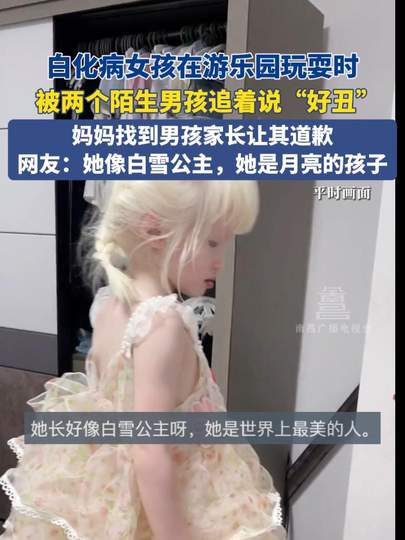 白化病女孩在游乐园玩耍时
被两个陌生男孩追着说“好丑”
妈妈找到男孩家长让其道歉
网友：她像白雪公主，她是月亮的孩子
平时画面
她长好像白雪公主呀，她是世界上最美的人。